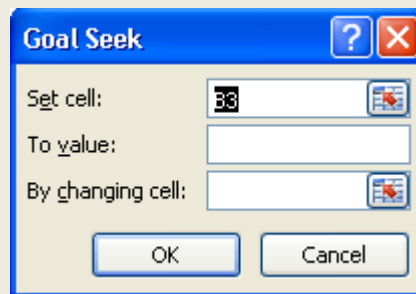 Goal Seek
Set cell: B3
To value:
By changing cell:
OK Cancel